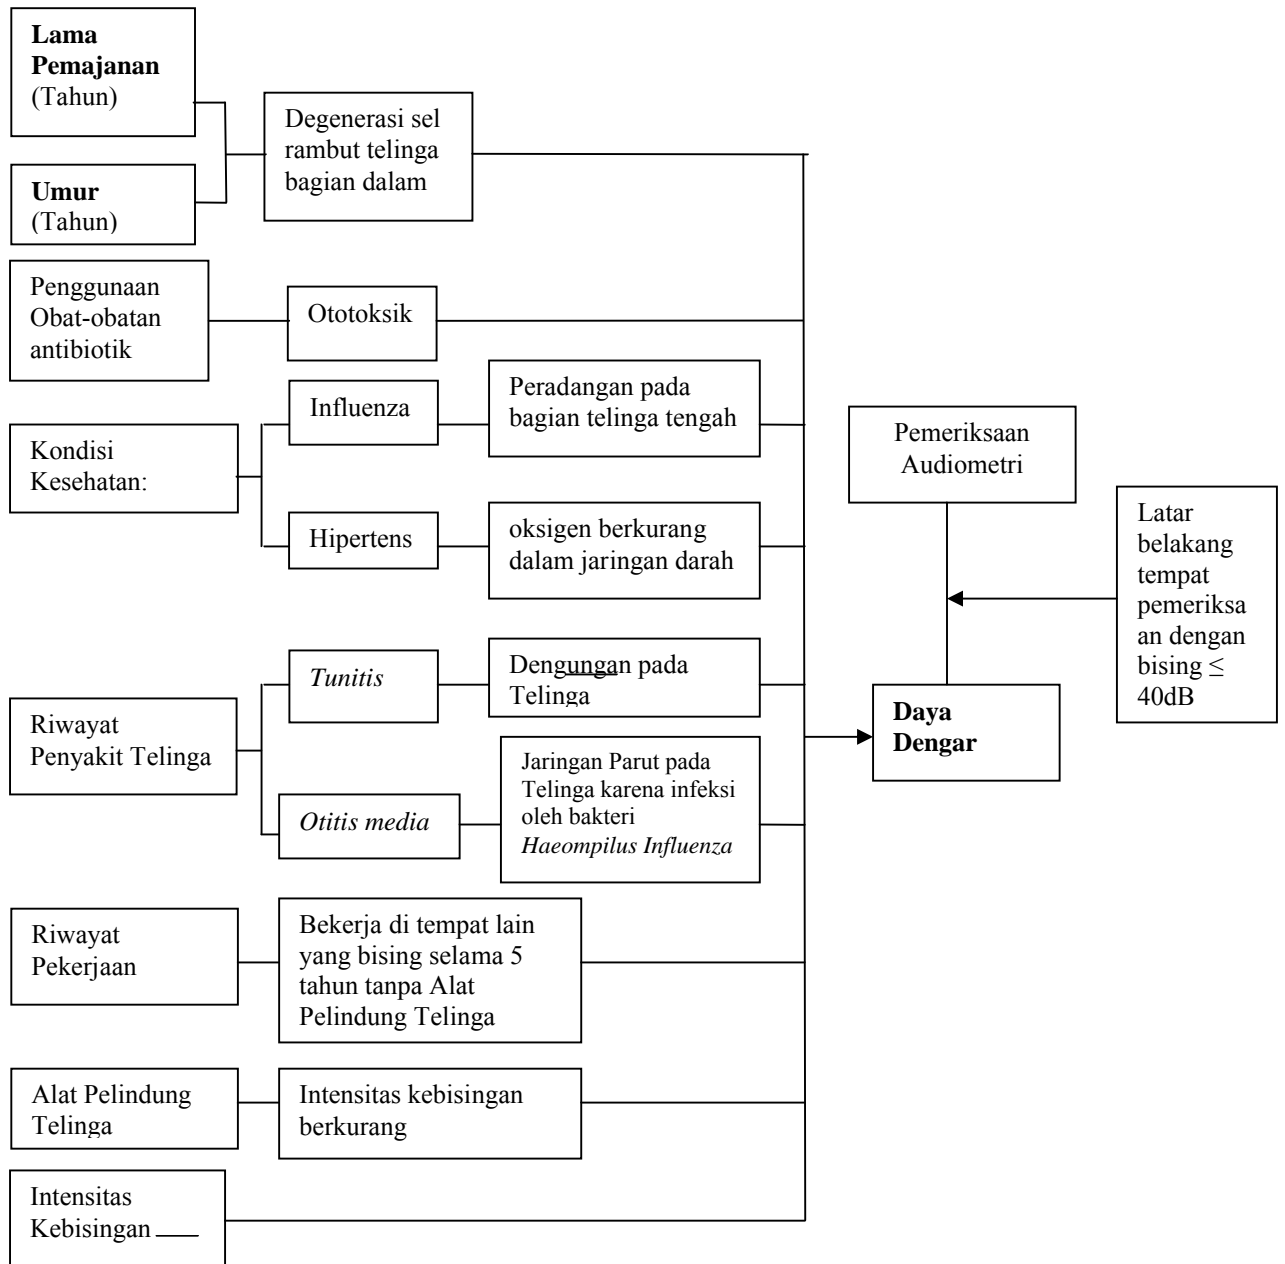 Lama
Pemajanan
(Tahun)
Umur
(Tahun)
Degenerasi sel
rambut telinga
bagian dalam
Penggunaan
Obat-obatan
antibiotik
Ototoksik
Kondisi
Kesehatan:
Influenza
Peradangan pada
bagian telinga tengah
Hipertens
oksigen berkurang
dalam jaringan darah
Riwayat
Penyakit Telinga
Tunitis
Dengungan pada
Telinga
Otitis media
Jaringan Parut pada
Telinga karena infeksi
oleh bakteri
Haeompilus Influenza
Riwayat
Pekerjaan
Bekerja di tempat lain
yang bising selama 5
tahun tanpa Alat
Pelindung Telinga
Alat Pelindung
Telinga
Intensitas kebisingan
berkurang
Intensitas
Kebisingan
Pemeriksaan
Audiometri
Daya
Dengar
Latar
belakang
tempat
pemeriksa
an dengan
bising ≤
40dB